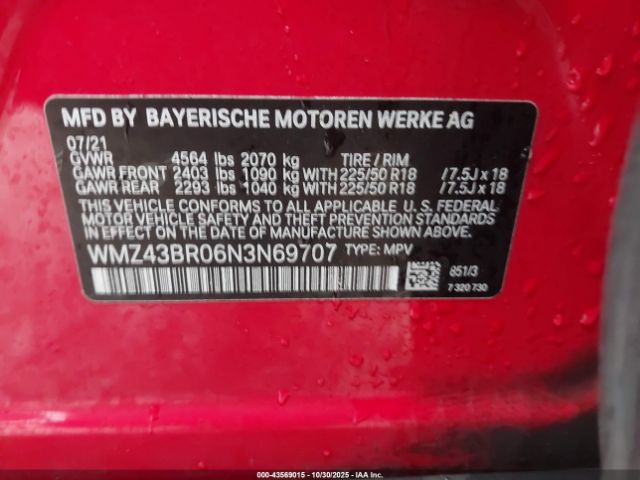 MFD BY BAYERISCHE MOTOREN WERKE AG
07/21
GVWR 4564 lbs 2070 kg TIRE / RIM
GAWR FRONT 2403 lbs 1090 kg WITH 225/50 R18 /7.5J x 18
GAWR REAR 2293 lbs 1040 kg WITH 225/50 R18 /7.5J x 18
THIS VEHICLE CONFORMS TO ALL APPLICABLE U. S. FEDERAL
MOTOR VEHICLE SAFETY, BUMPER, AND THEFT PREVENTION
STANDARDS IN EFFECT ON THE DATE OF MANUFACTURE SHOWN ABOVE.
WMZ43BR06N3N69707 TYPE: MPV
851/3
7 320 730
000-43569015 | 10/30/2025 | IAAI.COM